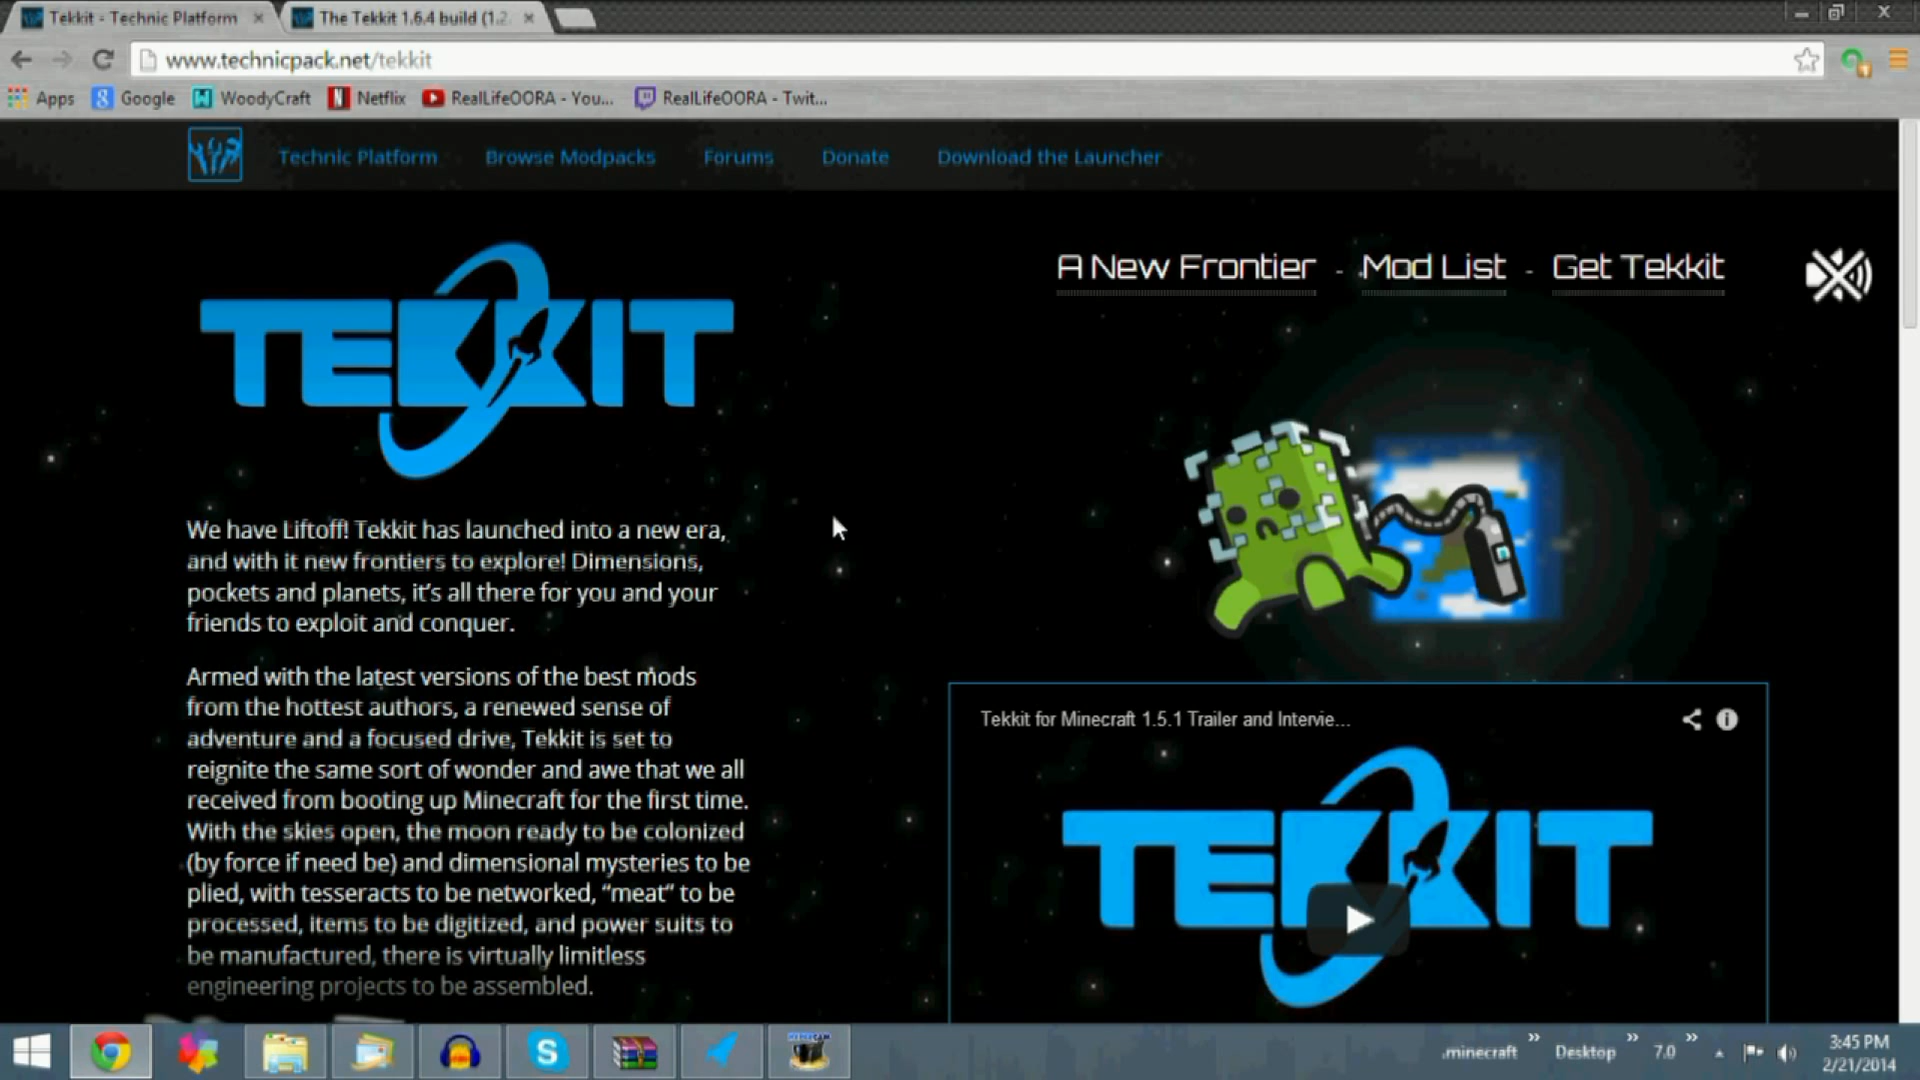 Tekkit - Technic Platform
The Tekkit 1.6.4 build (1.2.
www.technicpack.net/tekkit
Apps
Google
WoodyCraft
Netflix
RealLifeOORA - You...
RealLifeOORA - Twit...
Technic Platform
Browse Modpacks
Forums
Donate
Download the Launcher
A New Frontier - Mod List - Get Tekkit
TEKKIT
We have Liftoff! Tekkit has launched into a new era,
and with it new frontiers to explore! Dimensions,
pockets and planets, it's all there for you and your
friends to exploit and conquer.
Armed with the latest versions of the best mods
from the hottest authors, a renewed sense of
adventure and a focused drive, Tekkit is set to
reignite the same sort of wonder and awe that we all
received from booting up Minecraft for the first time.
With the skies open, the moon ready to be colonized
(by force if need be) and dimensional mysteries to be
plied, with tesseracts to be networked, “meat” to be
processed, items to be digitized, and power suits to
be manufactured, there is virtually limitless
engineering projects to be assembled.
Tekkit for Minecraft 1.5.1 Trailer and Intervie...
TEKKIT
.minecraft
Desktop
7.0
3:45 PM
2/21/2014